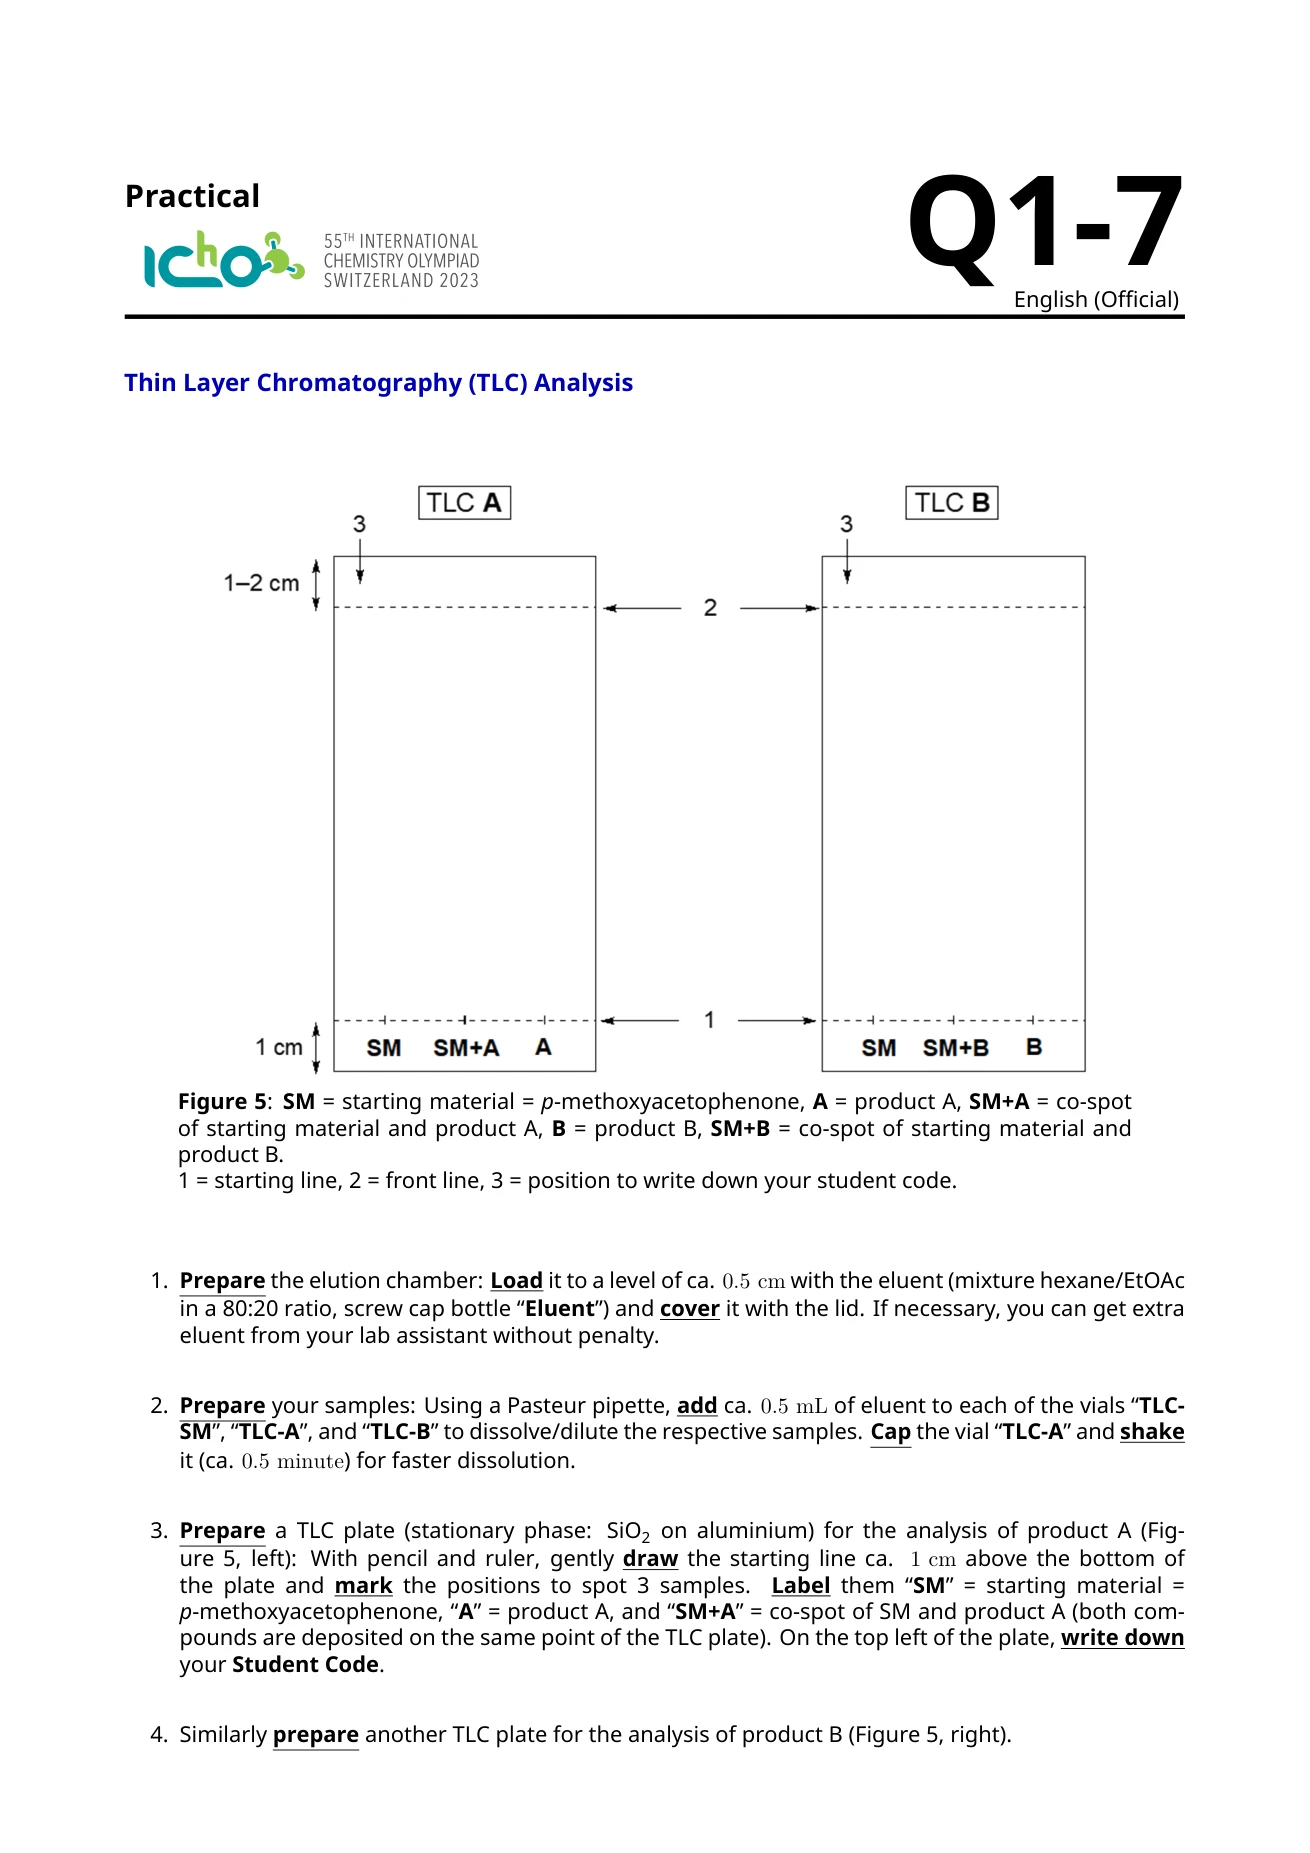 Practical
Q1-7
IChO
55TH INTERNATIONAL
CHEMISTRY OLYMPIAD
SWITZERLAND 2023
English (Official)
Thin Layer Chromatography (TLC) Analysis
TLC A
TLC B
3
3
1–2 cm
2
1
1 cm
SM SM+A A
SM SM+B B
Figure 5: SM = starting material = p-methoxyacetophenone, A = product A, SM+A = co-spot
of starting material and product A, B = product B, SM+B = co-spot of starting material and
product B.
1 = starting line, 2 = front line, 3 = position to write down your student code.
1. Prepare the elution chamber: Load it to a level of ca. 0.5 cm with the eluent (mixture hexane/EtOAc
in a 80:20 ratio, screw cap bottle “Eluent”) and cover it with the lid. If necessary, you can get extra
eluent from your lab assistant without penalty.
2. Prepare your samples: Using a Pasteur pipette, add ca. 0.5 mL of eluent to each of the vials “TLC-
SM”, “TLC-A”, and “TLC-B” to dissolve/dilute the respective samples. Cap the vial “TLC-A” and shake
it (ca. 0.5 minute) for faster dissolution.
3. Prepare a TLC plate (stationary phase: SiO2 on aluminium) for the analysis of product A (Fig-
ure 5, left): With pencil and ruler, gently draw the starting line ca. 1 cm above the bottom of
the plate and mark the positions to spot 3 samples. Label them “SM” = starting material =
p-methoxyacetophenone, “A” = product A, and “SM+A” = co-spot of SM and product A (both com-
pounds are deposited on the same point of the TLC plate). On the top left of the plate, write down
your Student Code.
4. Similarly prepare another TLC plate for the analysis of product B (Figure 5, right).